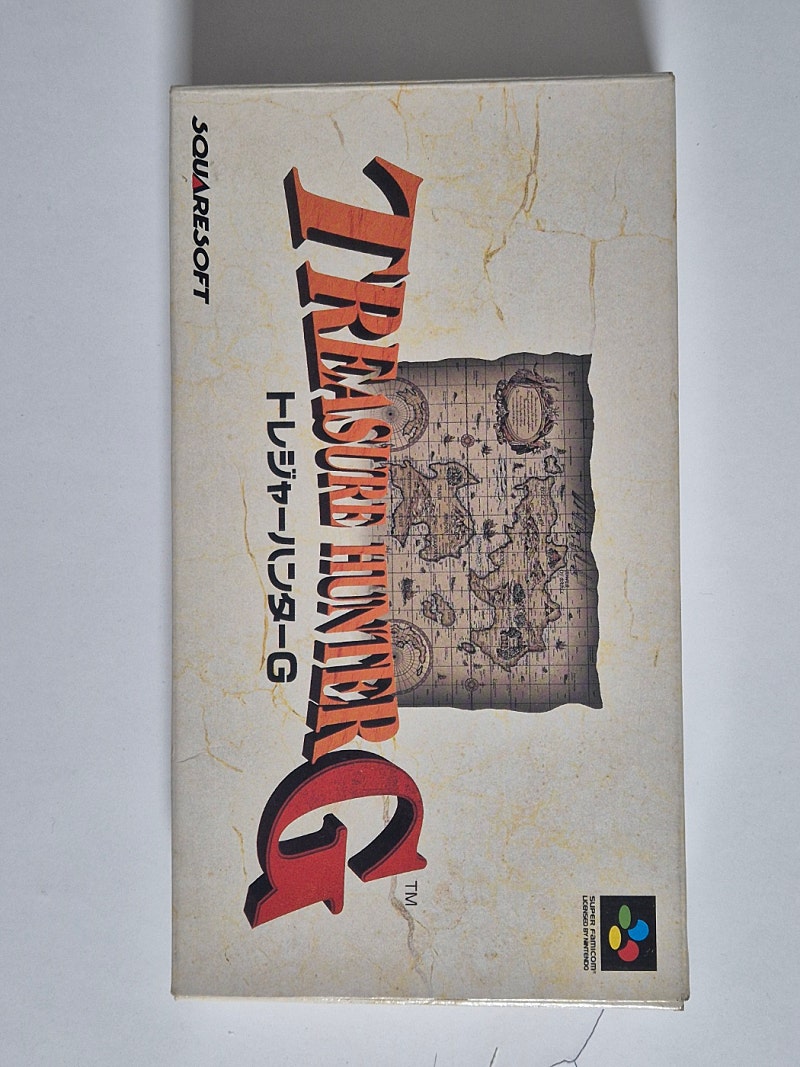 TREASURE HUNTER G
TM
トレジャーハンターG
SQUARESOFT
SUPER FAMICOM
LICENSED BY NINTENDO